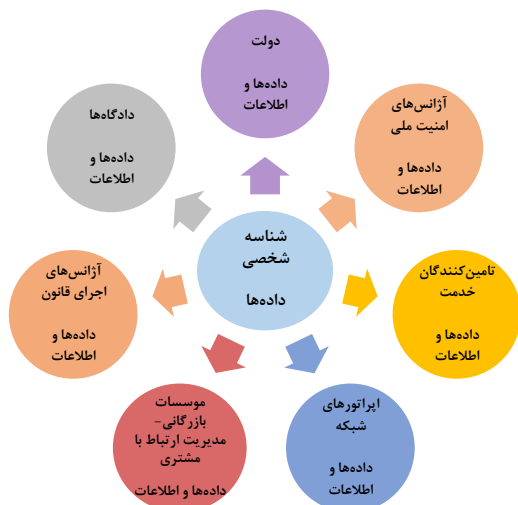 دولت
داده‌ها و
اطلاعات
آژانس‌های
امنیت ملی
داده‌ها و
اطلاعات
تامین‌کنندگان
خدمت
داده‌ها و
اطلاعات
اپراتورهای
شبکه
داده‌ها و
اطلاعات
موسسات
بازرگانی-
مدیریت ارتباط با
مشتری
داده‌ها و اطلاعات
آژانس‌های
اجرای قانون
داده‌ها و
اطلاعات
دادگاه‌ها
داده‌ها و
اطلاعات
شناسه
شخصی
داده‌ها